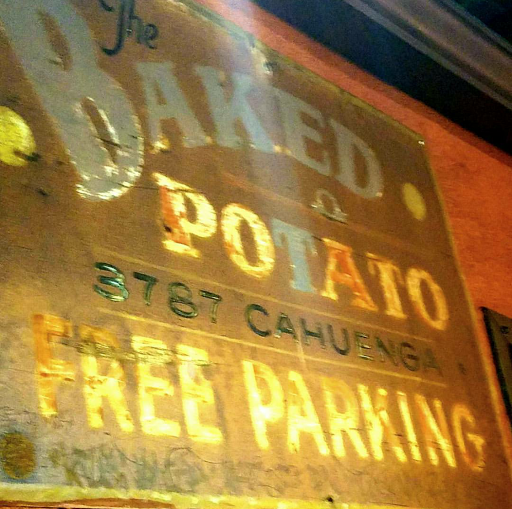 The
BAKED
POTATO
3787 CAHUENGA
FREE PARKING